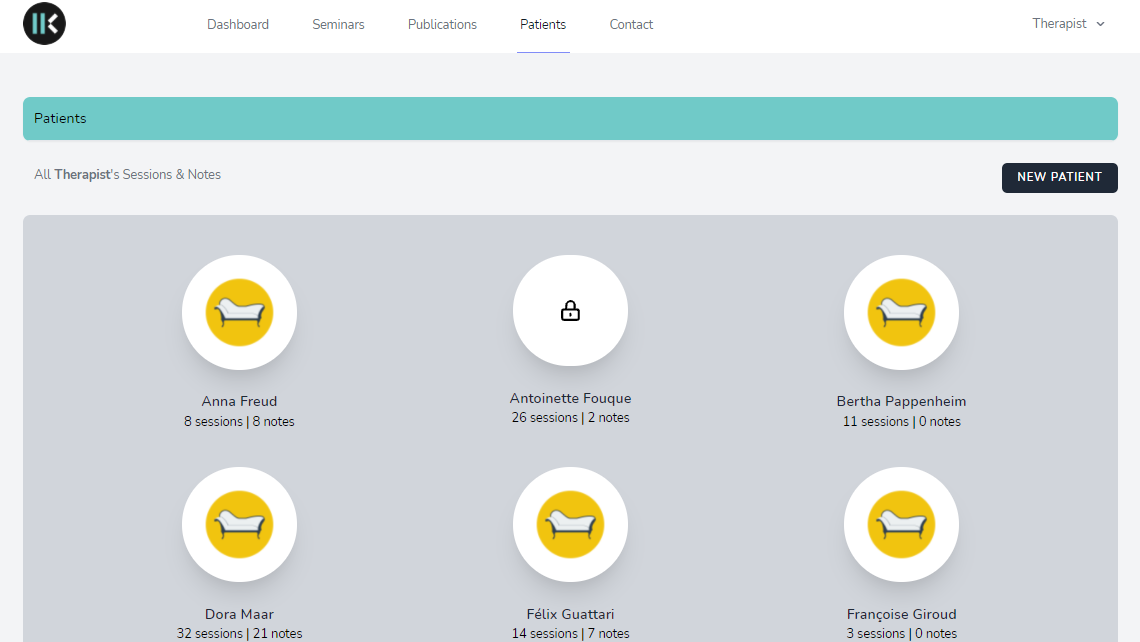 Dashboard Seminars Publications Patients Contact Therapist
Patients
All Therapist's Sessions & Notes NEW PATIENT
Anna Freud Antoinette Fouque Bertha Pappenheim
8 sessions | 8 notes 26 sessions | 2 notes 11 sessions | 0 notes
Dora Maar Félix Guattari Françoise Giroud
32 sessions | 21 notes 14 sessions | 7 notes 3 sessions | 0 notes